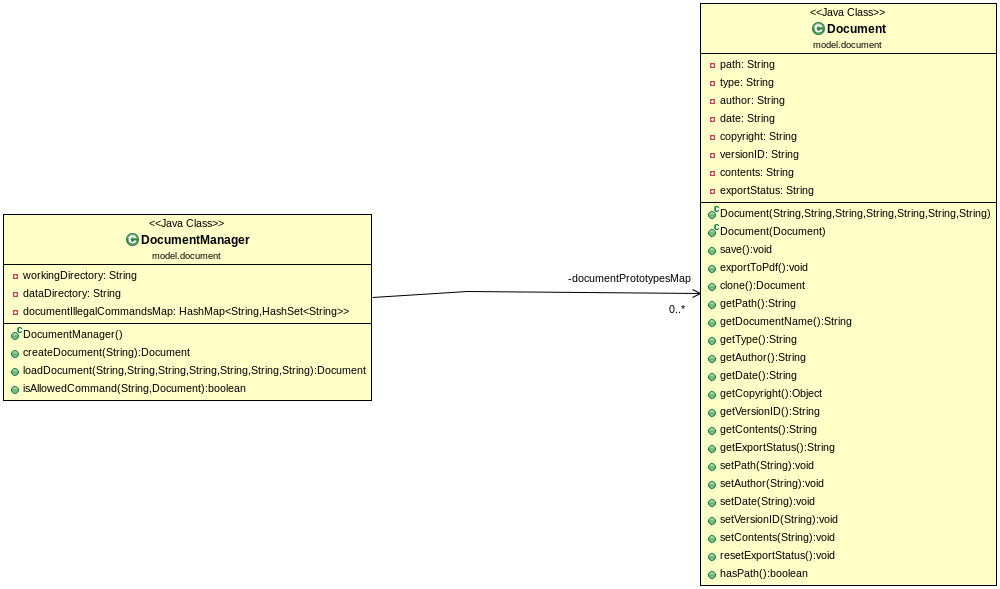 <<Java Class>>
Document
model.document
path: String
type: String
author: String
date: String
copyright: String
versionID: String
contents: String
exportStatus: String
Document(String,String,String,String,String,String,String)
Document(Document)
save():void
exportToPdf():void
clone():Document
getPath():String
getDocumentName():String
getType():String
getAuthor():String
getDate():String
getCopyright():Object
getVersionID():String
getContents():String
getExportStatus():String
setPath(String):void
setAuthor(String):void
setDate(String):void
setVersionID(String):void
setContents(String):void
resetExportStatus():void
hasPath():boolean
<<Java Class>>
DocumentManager
model.document
workingDirectory: String
dataDirectory: String
documentIllegalCommandsMap: HashMap<String,HashSet<String>>
DocumentManager()
createDocument(String):Document
loadDocument(String,String,String,String,String,String,String):Document
isAllowedCommand(String,Document):boolean
-documentPrototypesMap
0..*